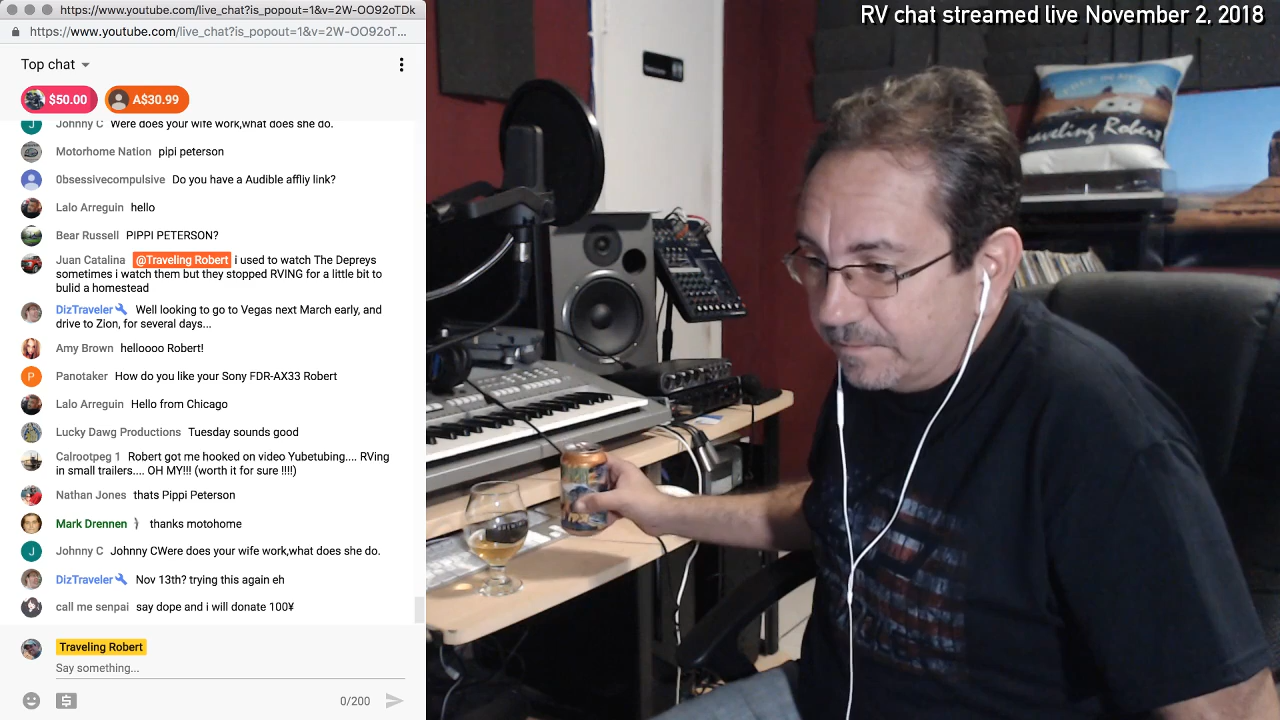 https://www.youtube.com/live_chat?is_popout=1&v=2W-OO92oTDk
https://www.youtube.com/live_chat?is_popout=1&v=2W-OO92oT...
Top chat
$50.00 A$30.99
Johnny C Were does your wife work,what does she do.
Motorhome Nation pipi peterson
0bsessivecompulsive Do you have a Audible affliy link?
Lalo Arreguin hello
Bear Russell PIPPI PETERSON?
Juan Catalina @Traveling Robert i used to watch The Depreys
sometimes i watch them but they stopped RVING for a little bit to
bulid a homestead
DizTraveler Well looking to go to Vegas next March early, and
drive to Zion, for several days...
Amy Brown helloooo Robert!
Panotaker How do you like your Sony FDR-AX33 Robert
Lalo Arreguin Hello from Chicago
Lucky Dawg Productions Tuesday sounds good
Calrootpeg 1 Robert got me hooked on video Yubetubing.... RVing
in small trailers.... OH MY!!! (worth it for sure !!!!)
Nathan Jones thats Pippi Peterson
Mark Drennen thanks motohome
Johnny C Johnny CWere does your wife work,what does she do.
DizTraveler Nov 13th? trying this again eh
call me senpai say dope and i will donate 100¥
Traveling Robert
Say something...
0/200
RV chat streamed live November 2, 2018
raveling Robert